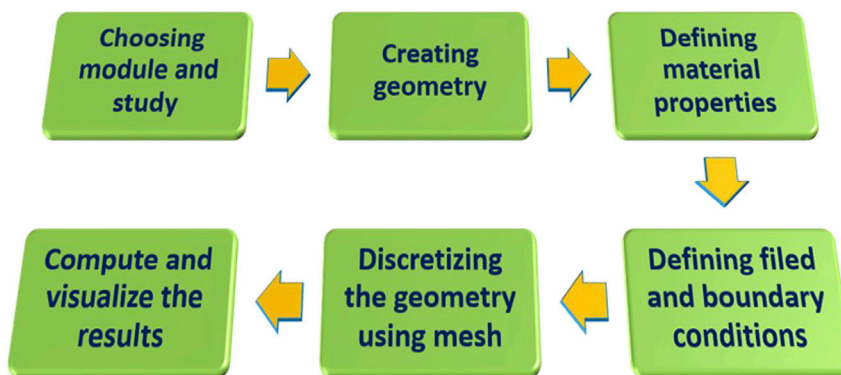 Choosing
module and
study
Creating
geometry
Defining
material
properties
Defining filed
and boundary
conditions
Discretizing
the geometry
using mesh
Compute and
visualize the
results